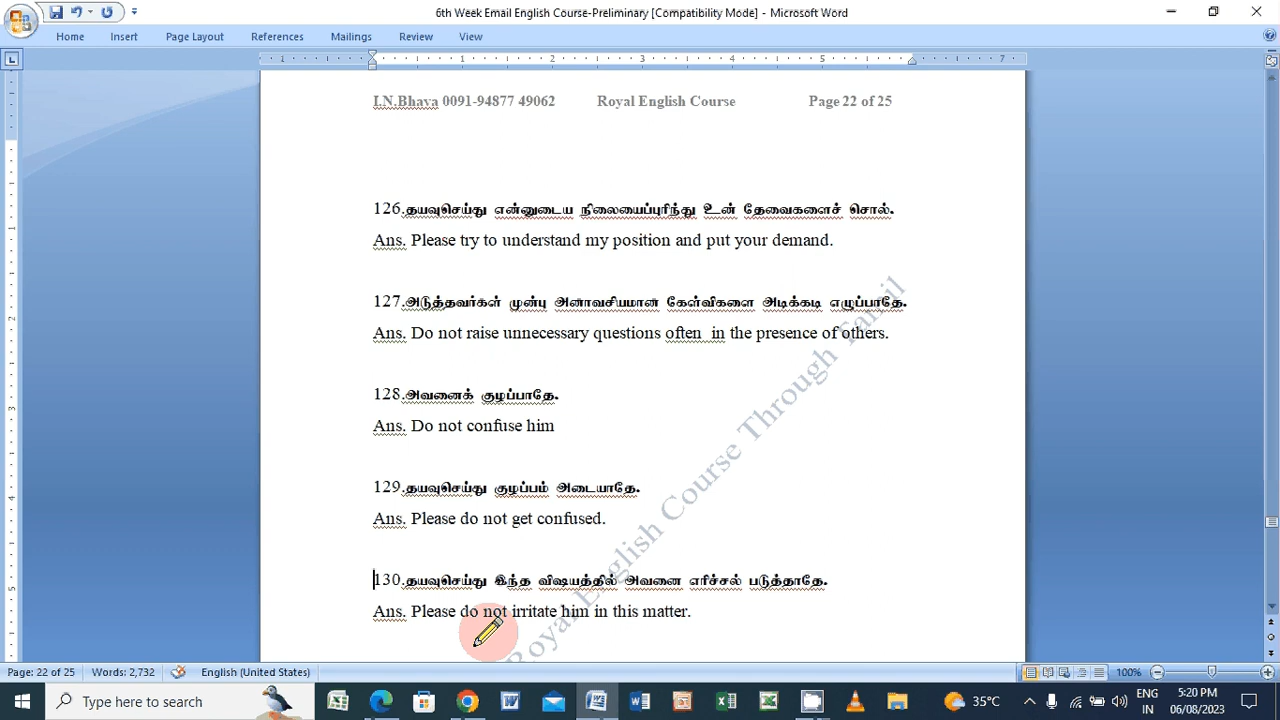 6th Week Email English Course-Preliminary [Compatibility Mode] - Microsoft Word
Home Insert Page Layout References Mailings Review View
I.N.Bhava 0091-94877 49062 Royal English Course Page 22 of 25
126.தயவுசெய்து என்னுடைய நிலையைப்புரிந்து உன் தேவைகளைச் சொல்.
Ans. Please try to understand my position and put your demand.
127.அடுத்தவர்கள் முன்பு அனாவசியமான கேள்விகளை அடிக்கடி எழுப்பாதே.
Ans. Do not raise unnecessary questions often in the presence of others.
128.அவனைக் குழப்பாதே.
Ans. Do not confuse him
129.தயவுசெய்து குழப்பம் அடையாதே.
Ans. Please do not get confused.
130.தயவுசெய்து இந்த விஷயத்தில் அவனை எரிச்சல் படுத்தாதே.
Ans. Please do not irritate him in this matter.
Royal English Course Through Tamil
Page: 22 of 25 Words: 2,732 English (United States) 100%
Type here to search 35°C ENG IN 5:20 PM 06/08/2023